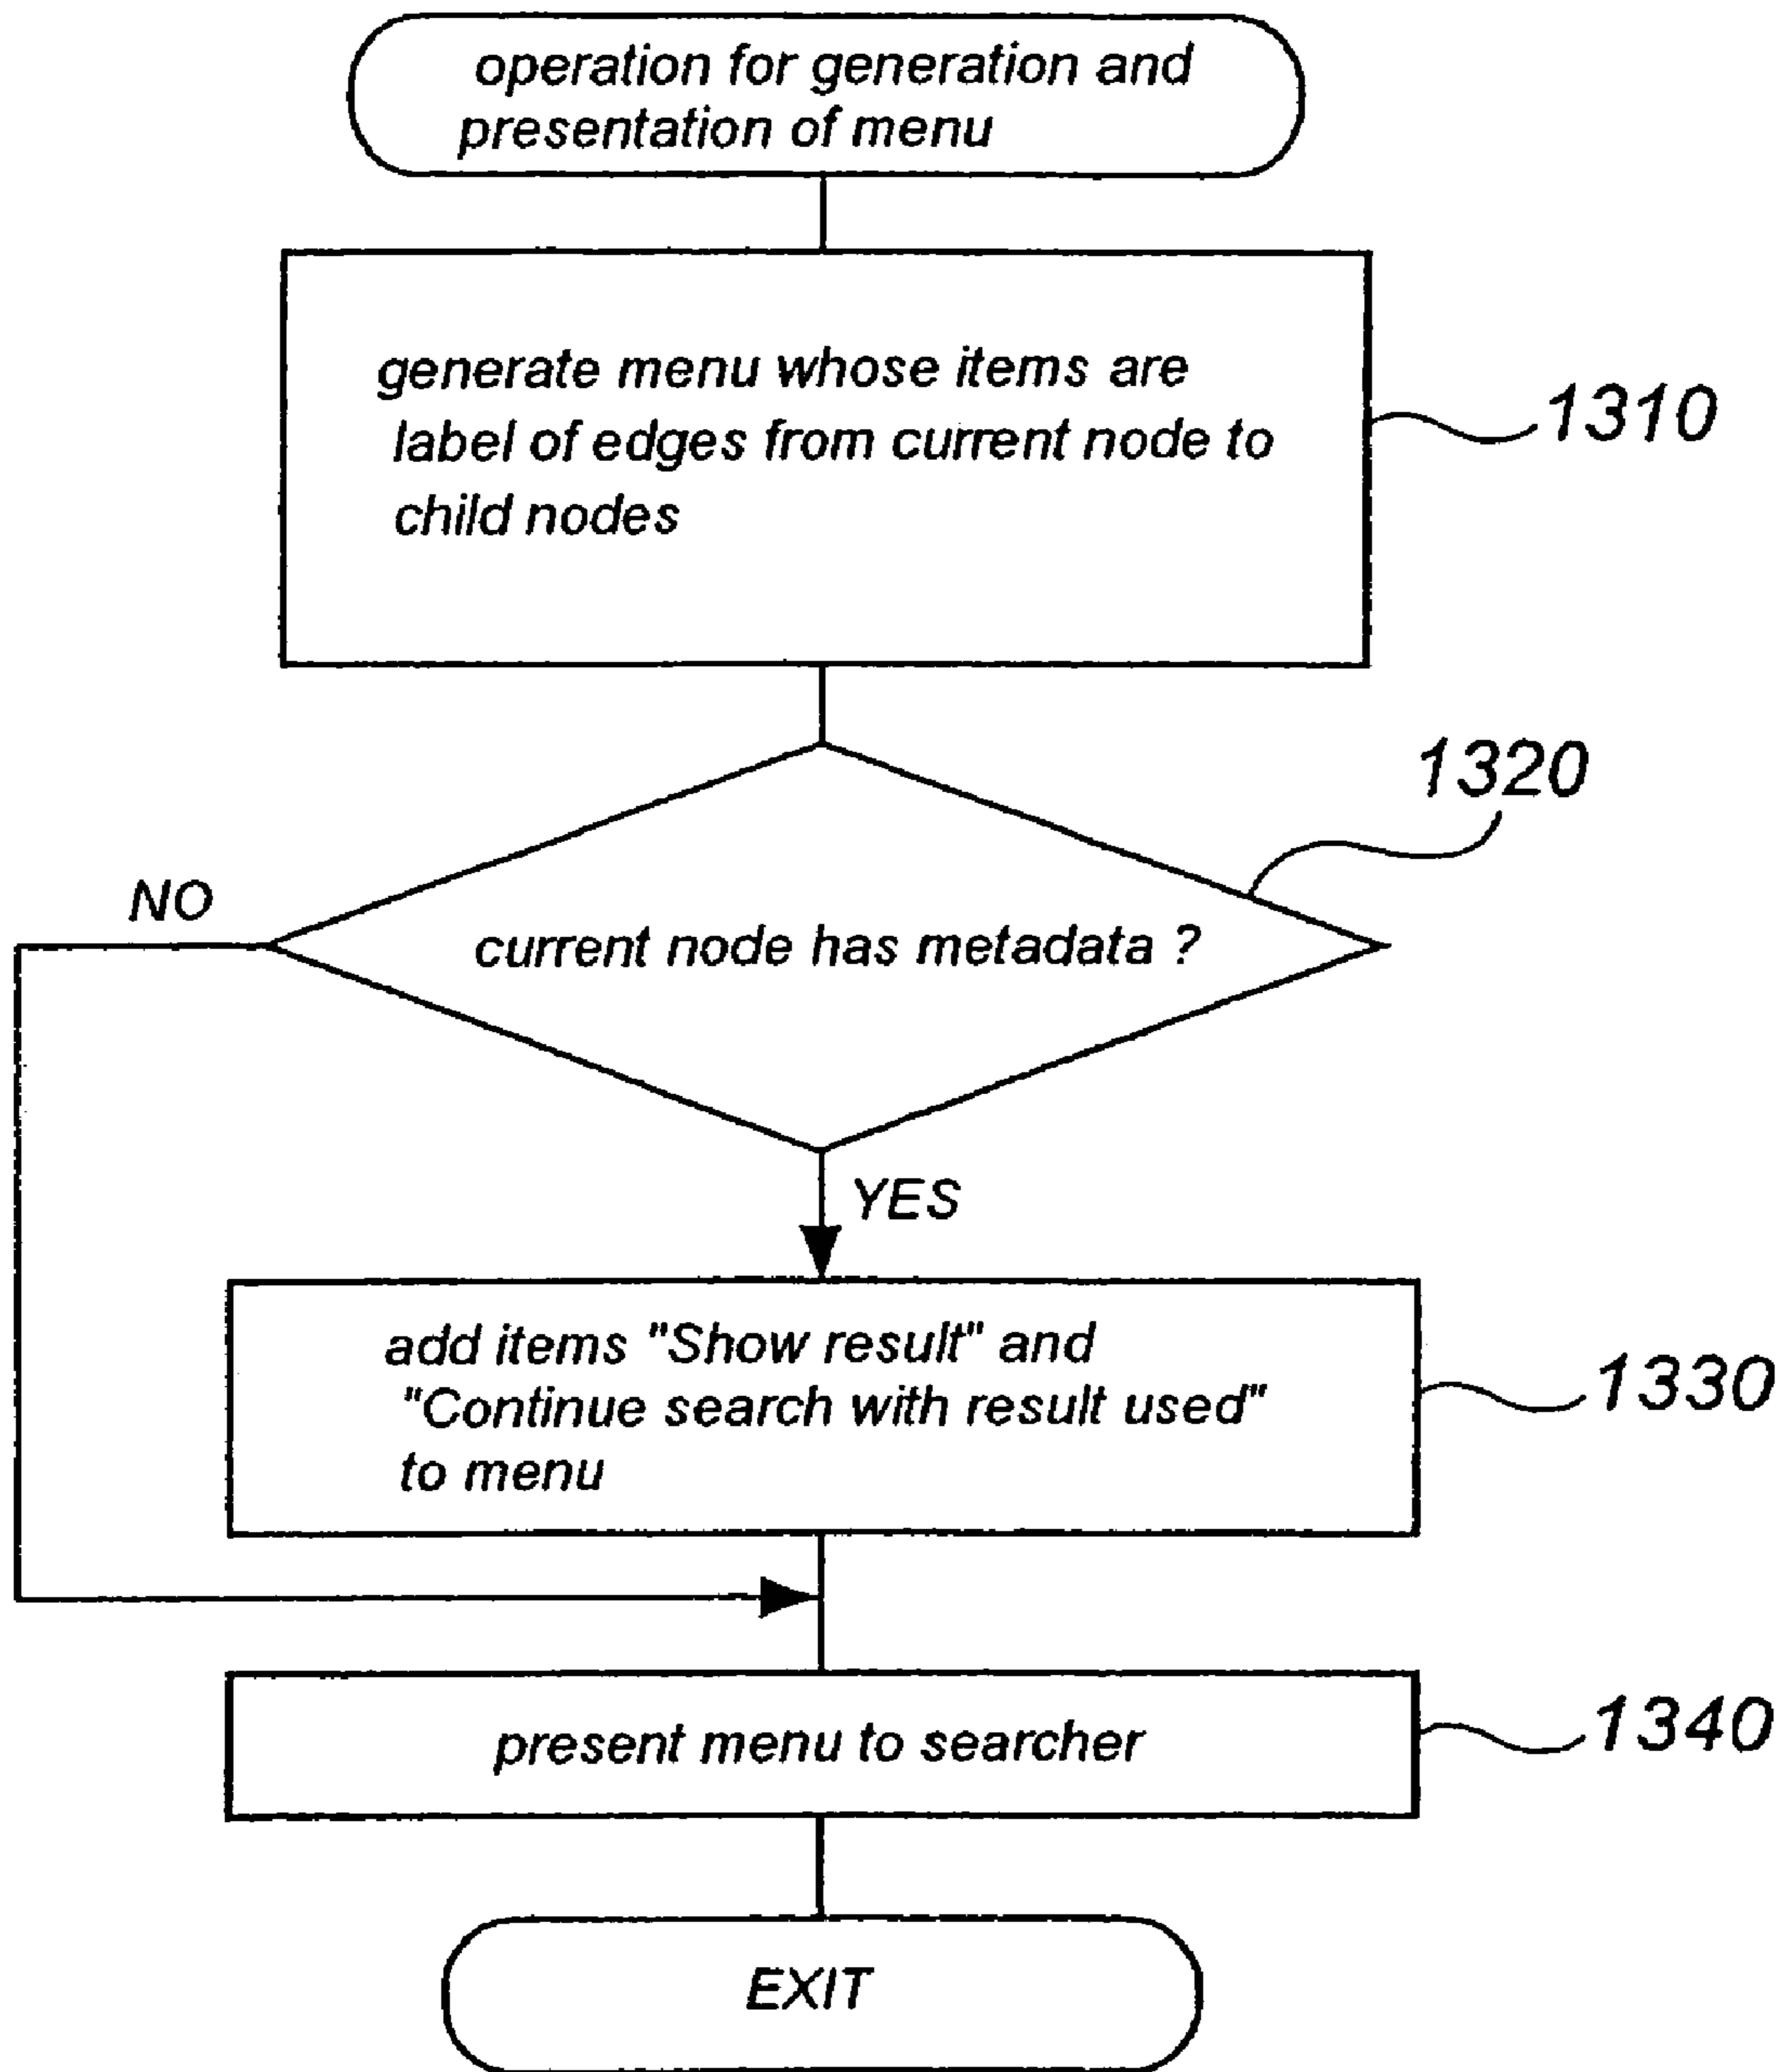 operation for generation and
presentation of menu
generate menu whose items are
label of edges from current node to
child nodes
1310
1320
NO
current node has metadata ?
YES
add items "Show result" and
"Continue search with result used"
to menu
1330
present menu to searcher
1340
EXIT